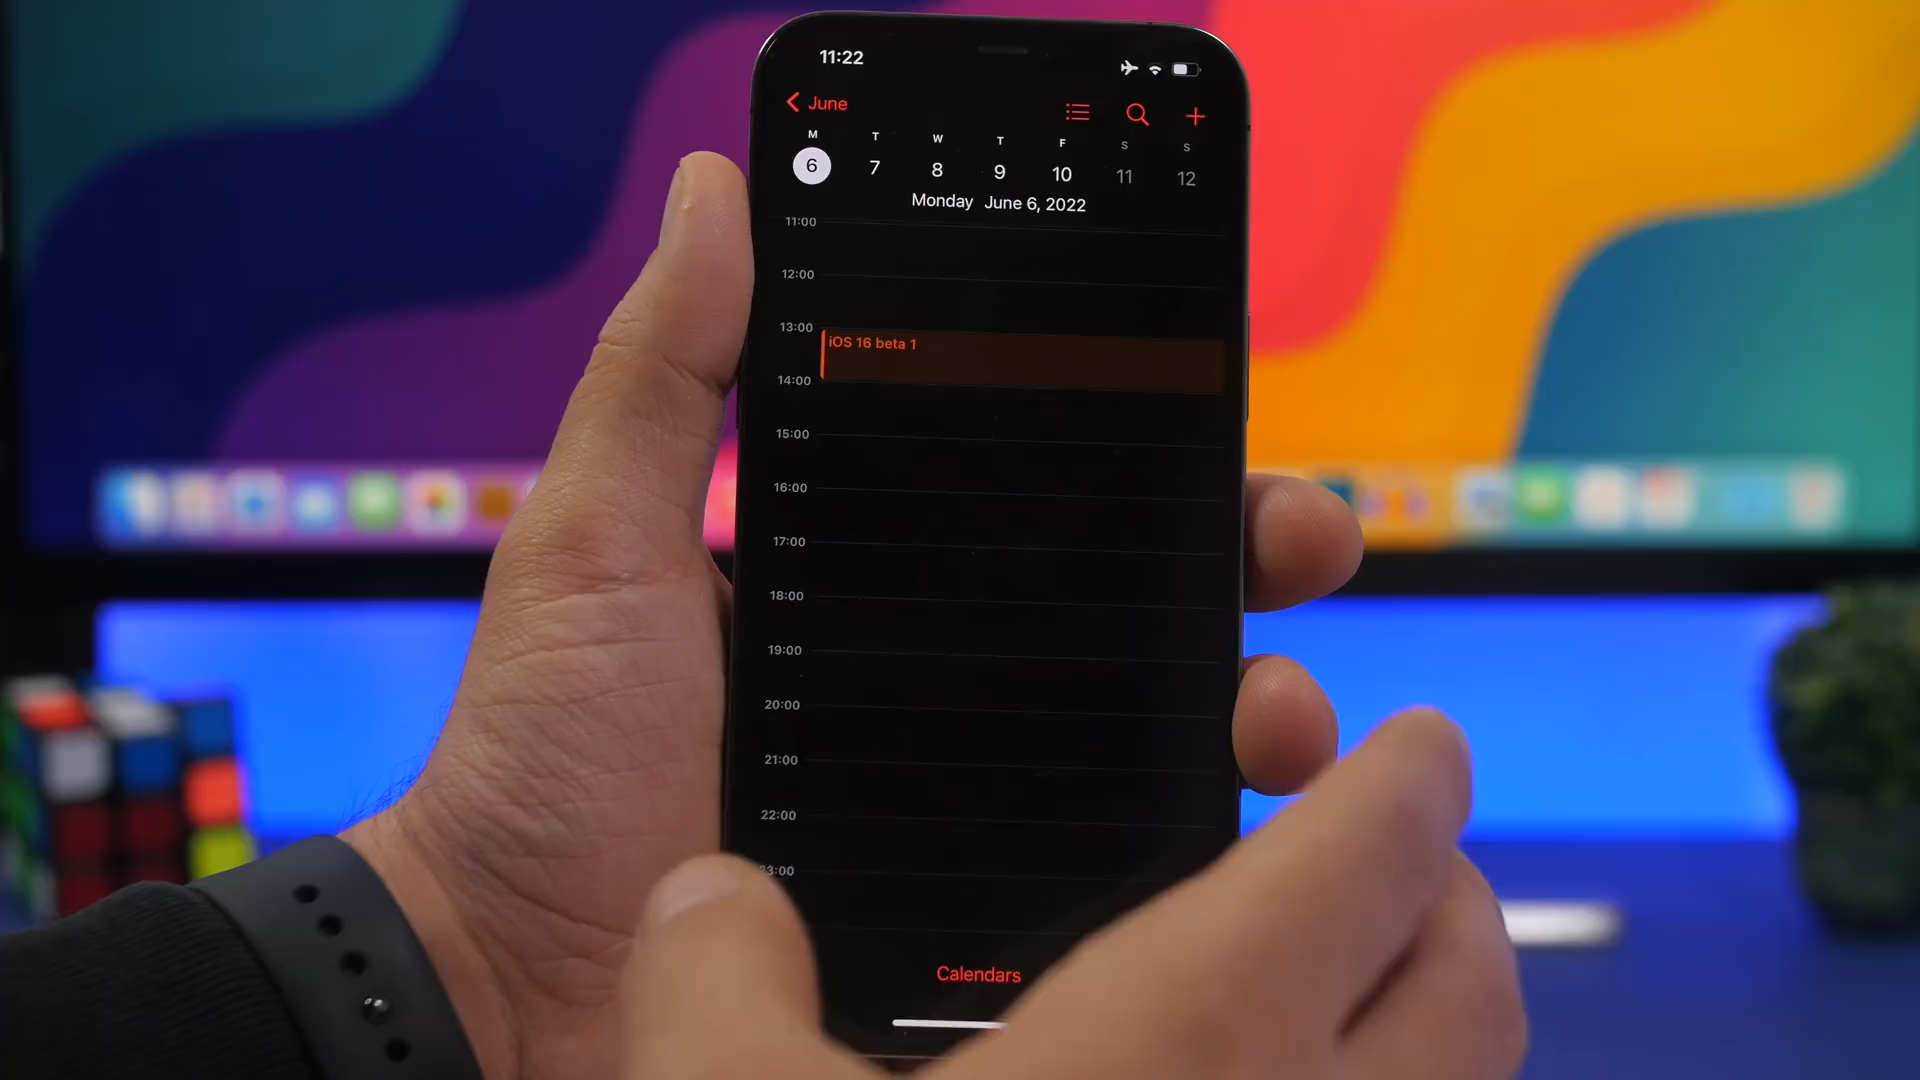 11:22
June
M T W T F S S
6 7 8 9 10 11 12
Monday June 6, 2022
11:00
12:00
13:00
iOS 16 beta 1
14:00
15:00
16:00
17:00
18:00
19:00
20:00
21:00
22:00
23:00
Calendars